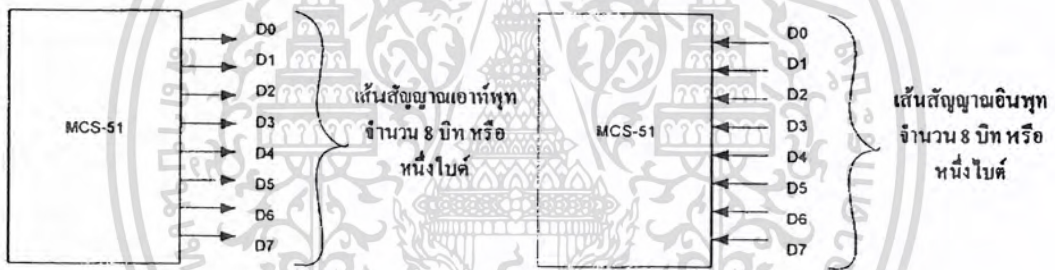 MCS-51
D0
D1
D2
D3
D4
D5
D6
D7
เส้นสัญญาณเอาท์พุท
จำนวน 8 บิท หรือ
หนึ่งไบต์
MCS-51
D0
D1
D2
D3
D4
D5
D6
D7
เส้นสัญญาณอินพุท
จำนวน 8 บิท หรือ
หนึ่งไบต์